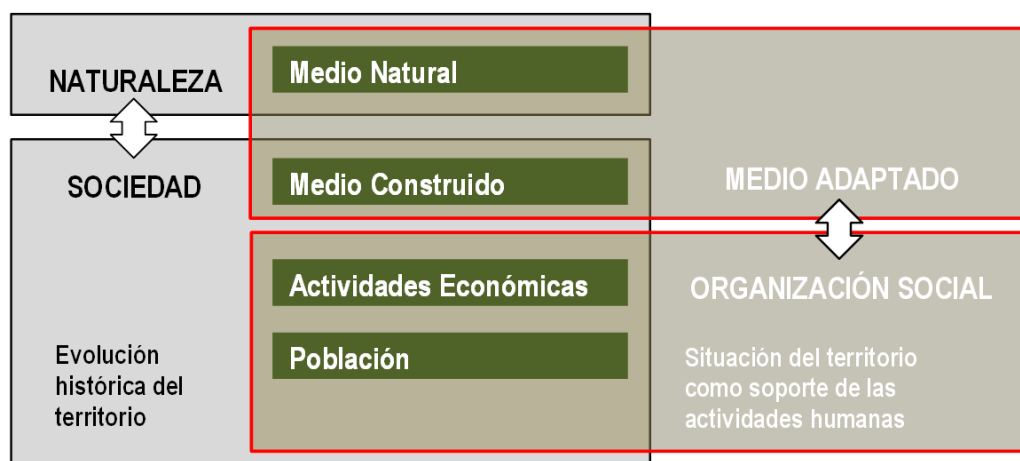 NATURALEZA
Medio Natural
SOCIEDAD
Medio Construido
MEDIO ADAPTADO
Actividades Económicas
ORGANIZACIÓN SOCIAL
Población
Evolución
histórica del
territorio
Situación del territorio
como soporte de las
actividades humanas